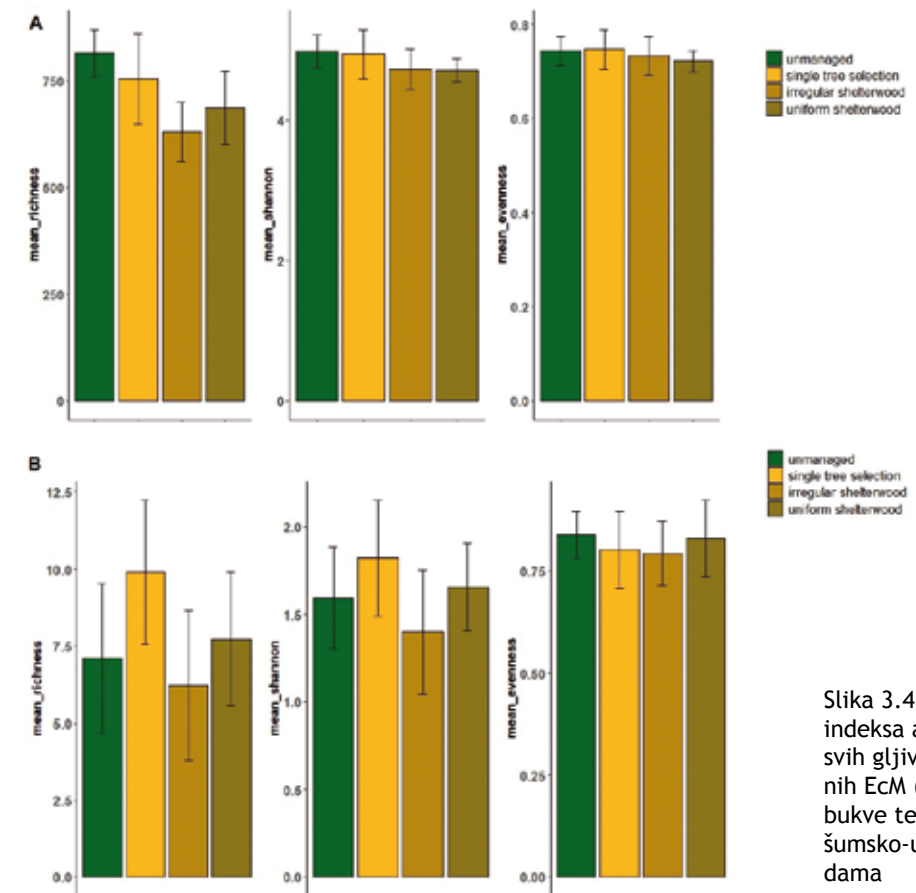 A
mean_richness
750
500
250
0
mean_shannon
4
2
0
mean_evenness
0.8
0.6
0.4
0.2
0.0
unmanaged
single tree selection
irregular shelterwood
uniform shelterwood
B
mean_richness
12.5
10.0
7.5
5.0
2.5
0.0
mean_shannon
2.0
1.5
1.0
0.5
0.0
mean_evenness
0.75
0.50
0.25
0.00
unmanaged
single tree selection
irregular shelterwood
uniform shelterwood
Slika 3.4
indeksa a
svih gljiv
nih EcM
bukve te
šumsko-u
dama